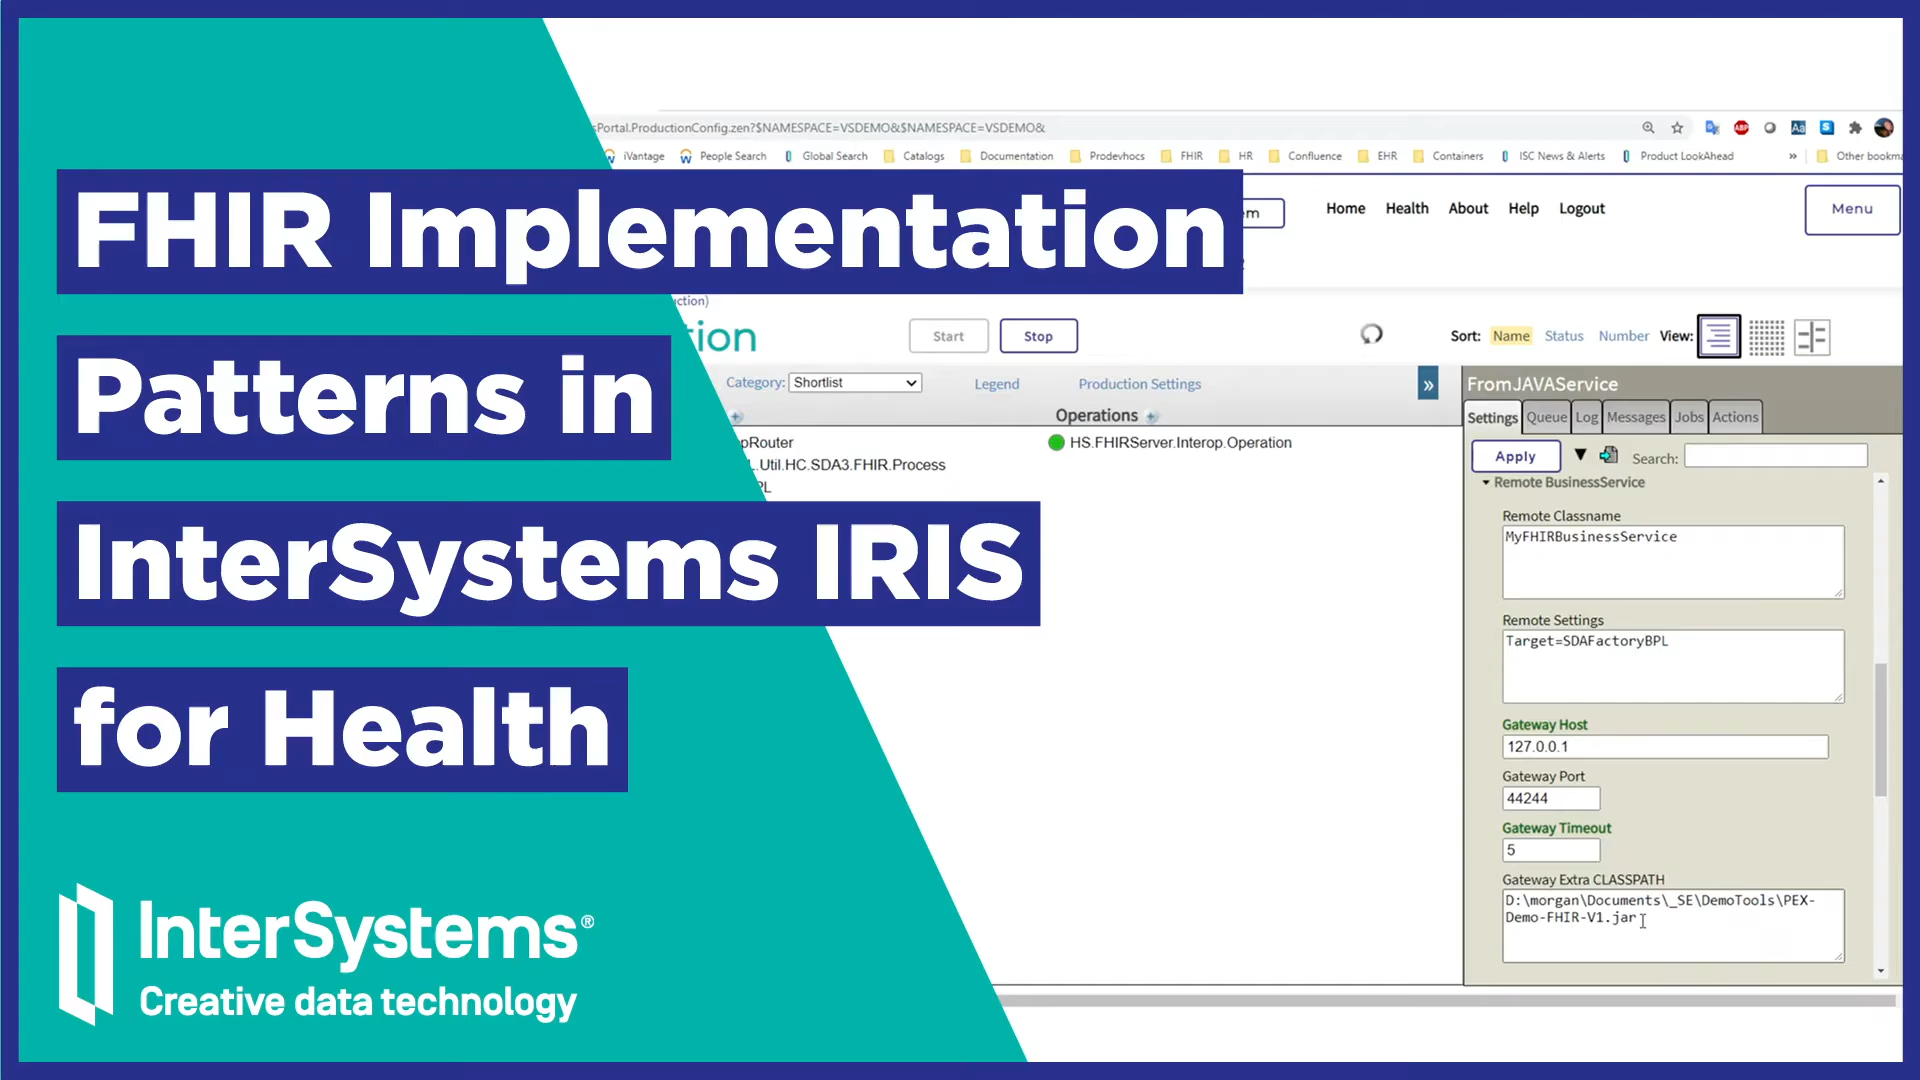 sPortal.ProductionConfig.zen?$NAMESPACE=VSDEMO&$NAMESPACE=VSDEMO&
iVantage People Search Global Search Catalogs Documentation Prodevhocs FHIR HR Confluence EHR Containers ISC News & Alerts Product LookAhead » Other bookma
FHIR Implementation
Patterns in
InterSystems IRIS
for Health
InterSystems®
Creative data technology
em Home Health About Help Logout Menu
uction)
tion Start Stop Sort: Name Status Number View:
Category: Shortlist Legend Production Settings »
Operations
pRouter HS.FHIRServer.Interop.Operation
.Util.HC.SDA3.FHIR.Process
PL
FromJAVAService
Settings Queue Log Messages Jobs Actions
Apply Search:
Remote BusinessService
Remote Classname
MyFHIRBusinessService
Remote Settings
Target=SDAFactoryBPL
Gateway Host
127.0.0.1
Gateway Port
44244
Gateway Timeout
5
Gateway Extra CLASSPATH
D:\morgan\Documents\_SE\DemoTools\PEX-
Demo-FHIR-V1.jar